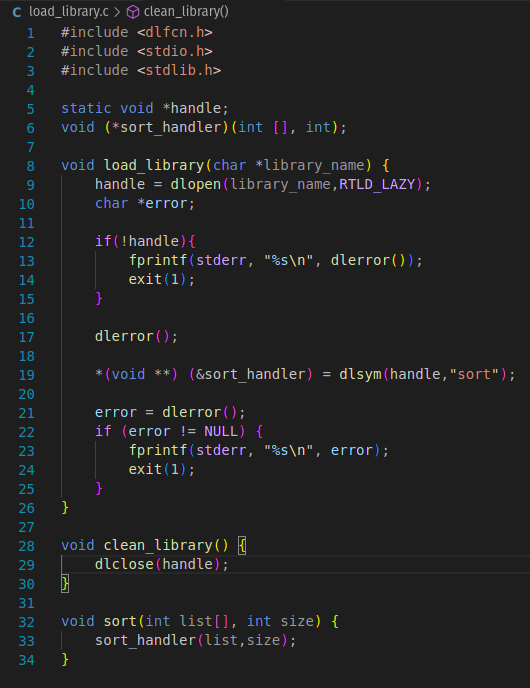 C load_library.c > clean_library()
1 #include <dlfcn.h>
2 #include <stdio.h>
3 #include <stdlib.h>
4
5 static void *handle;
6 void (*sort_handler)(int [], int);
7
8 void load_library(char *library_name) {
9     handle = dlopen(library_name,RTLD_LAZY);
10     char *error;
11
12     if(!handle){
13         fprintf(stderr, "%s\n", dlerror());
14         exit(1);
15     }
16
17     dlerror();
18
19     *(void **) (&sort_handler) = dlsym(handle,"sort");
20
21     error = dlerror();
22     if (error != NULL) {
23         fprintf(stderr, "%s\n", error);
24         exit(1);
25     }
26 }
27
28 void clean_library() {
29     dlclose(handle);
30 }
31
32 void sort(int list[], int size) {
33     sort_handler(list,size);
34 }